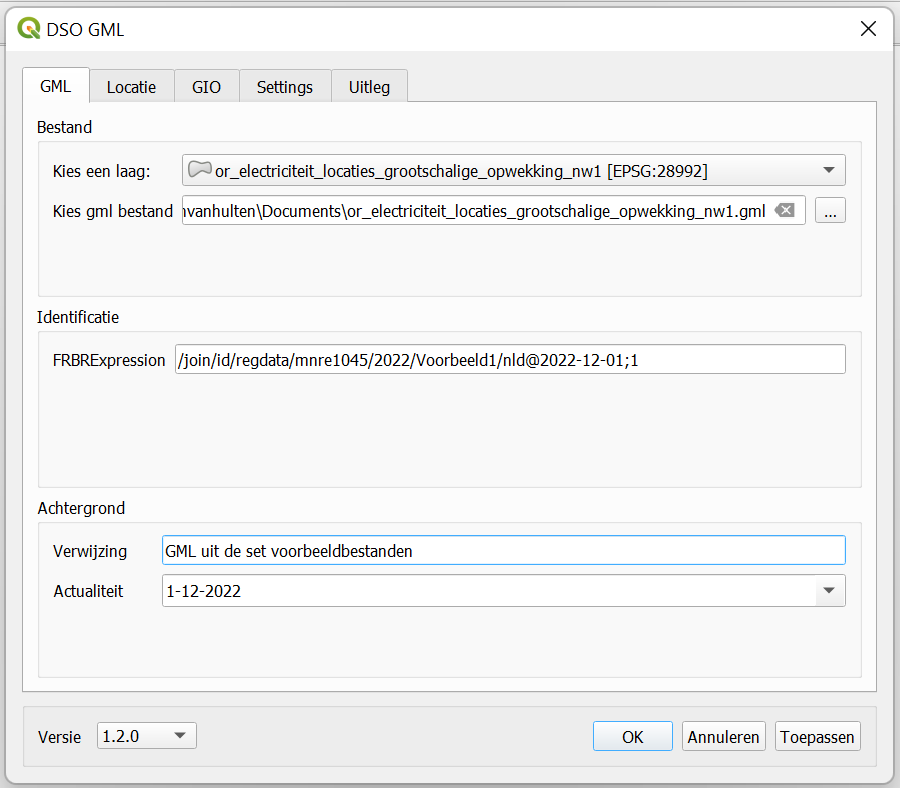 DSO GML
GML Locatie GIO Settings Uitleg
Bestand
Kies een laag: or_electriciteit_locaties_grootschalige_opwekking_nw1 [EPSG:28992]
Kies gml bestand vanhulten\Documents\or_electriciteit_locaties_grootschalige_opwekking_nw1.gml ...
Identificatie
FRBRExpression /join/id/regdata/mnre1045/2022/Voorbeeld1/nld@2022-12-01;1
Achtergrond
Verwijzing GML uit de set voorbeeldbestanden
Actualiteit 1-12-2022
Versie 1.2.0 OK Annuleren Toepassen